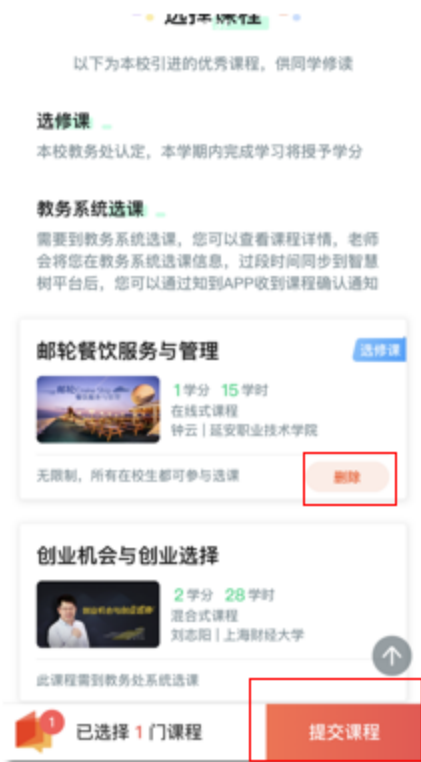 选择课程
以下为本校引进的优秀课程，供同学修读
选修课
本校教务处认定，本学期内完成学习将授予学分
教务系统选课
需要到教务系统选课，您可以查看课程详情，老师
会将您在教务系统选课信息，过段时间同步到智慧
树平台后，您可以通过知到APP收到课程确认通知
邮轮餐饮服务与管理
选修课
1学分 15学时
在线式课程
钟云 | 延安职业技术学院
无限制，所有在校生都可参与选课
删除
创业机会与创业选择
2学分 28学时
混合式课程
刘志阳 | 上海财经大学
此课程需到教务处系统选课
1
已选择 1 门课程
提交课程